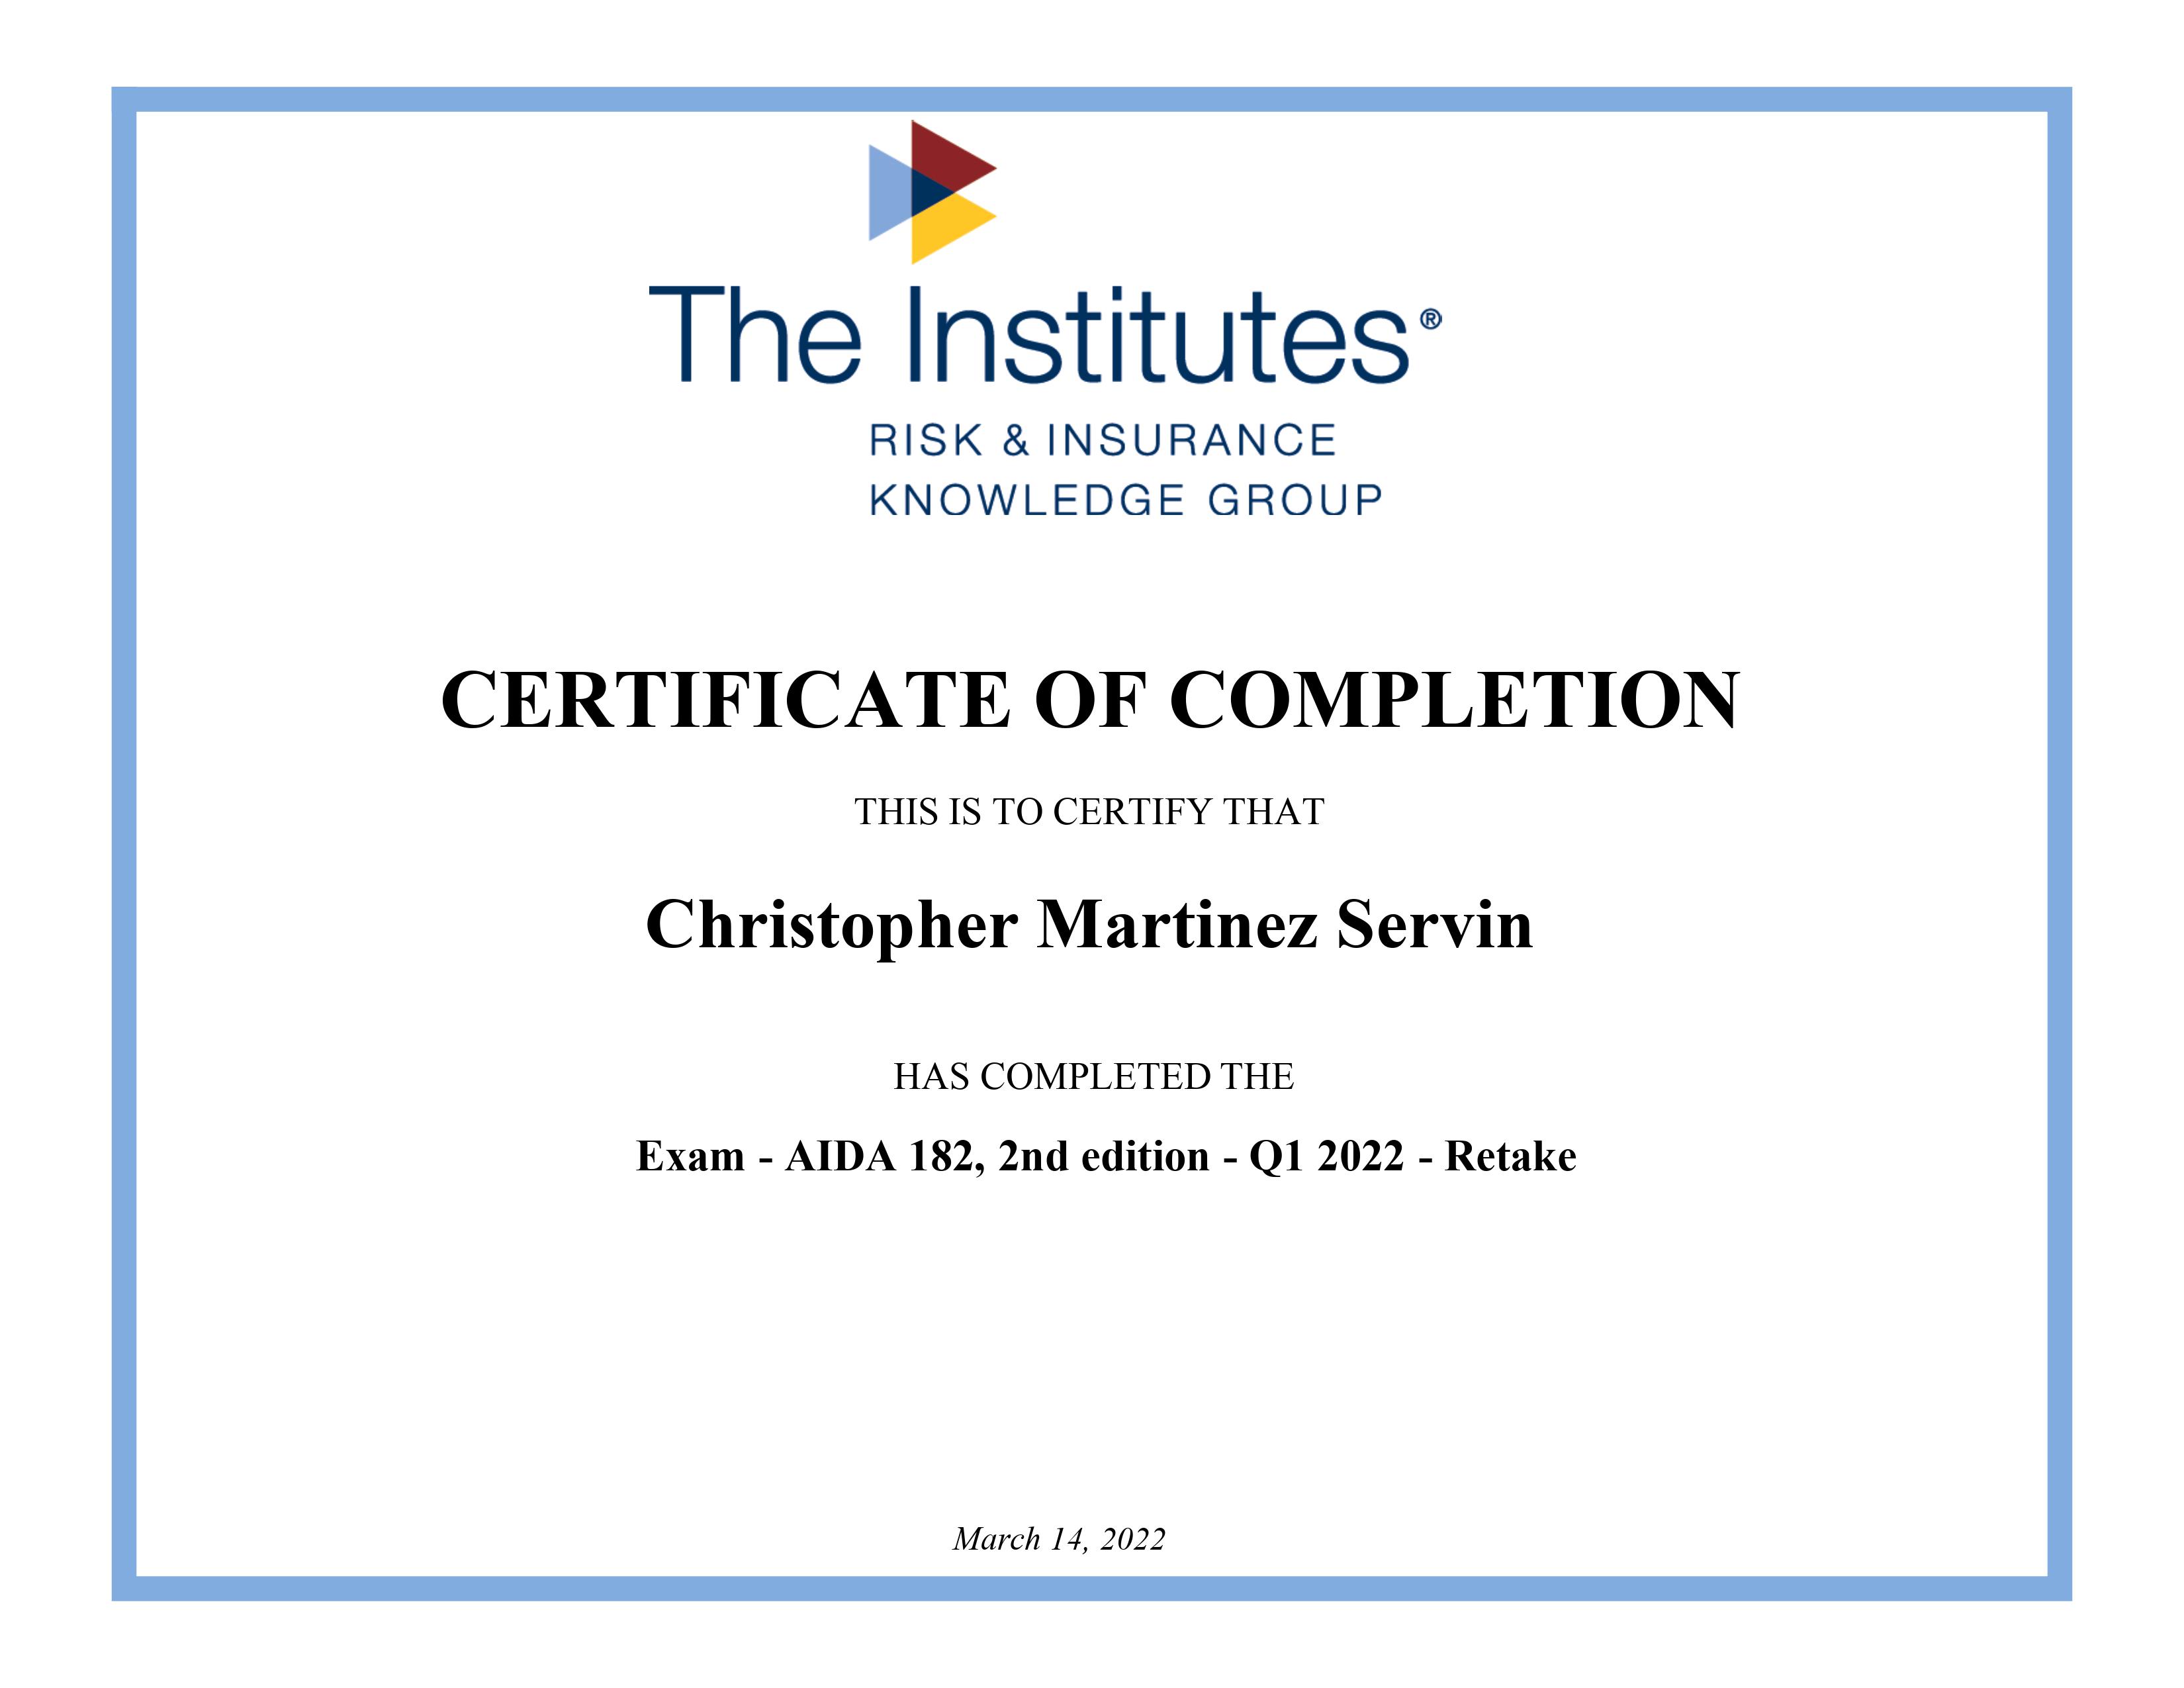 The Institutes®
RISK & INSURANCE
KNOWLEDGE GROUP
CERTIFICATE OF COMPLETION
THIS IS TO CERTIFY THAT
Christopher Martinez Servin
HAS COMPLETED THE
Exam - AIDA 182, 2nd edition - Q1 2022 - Retake
March 14, 2022